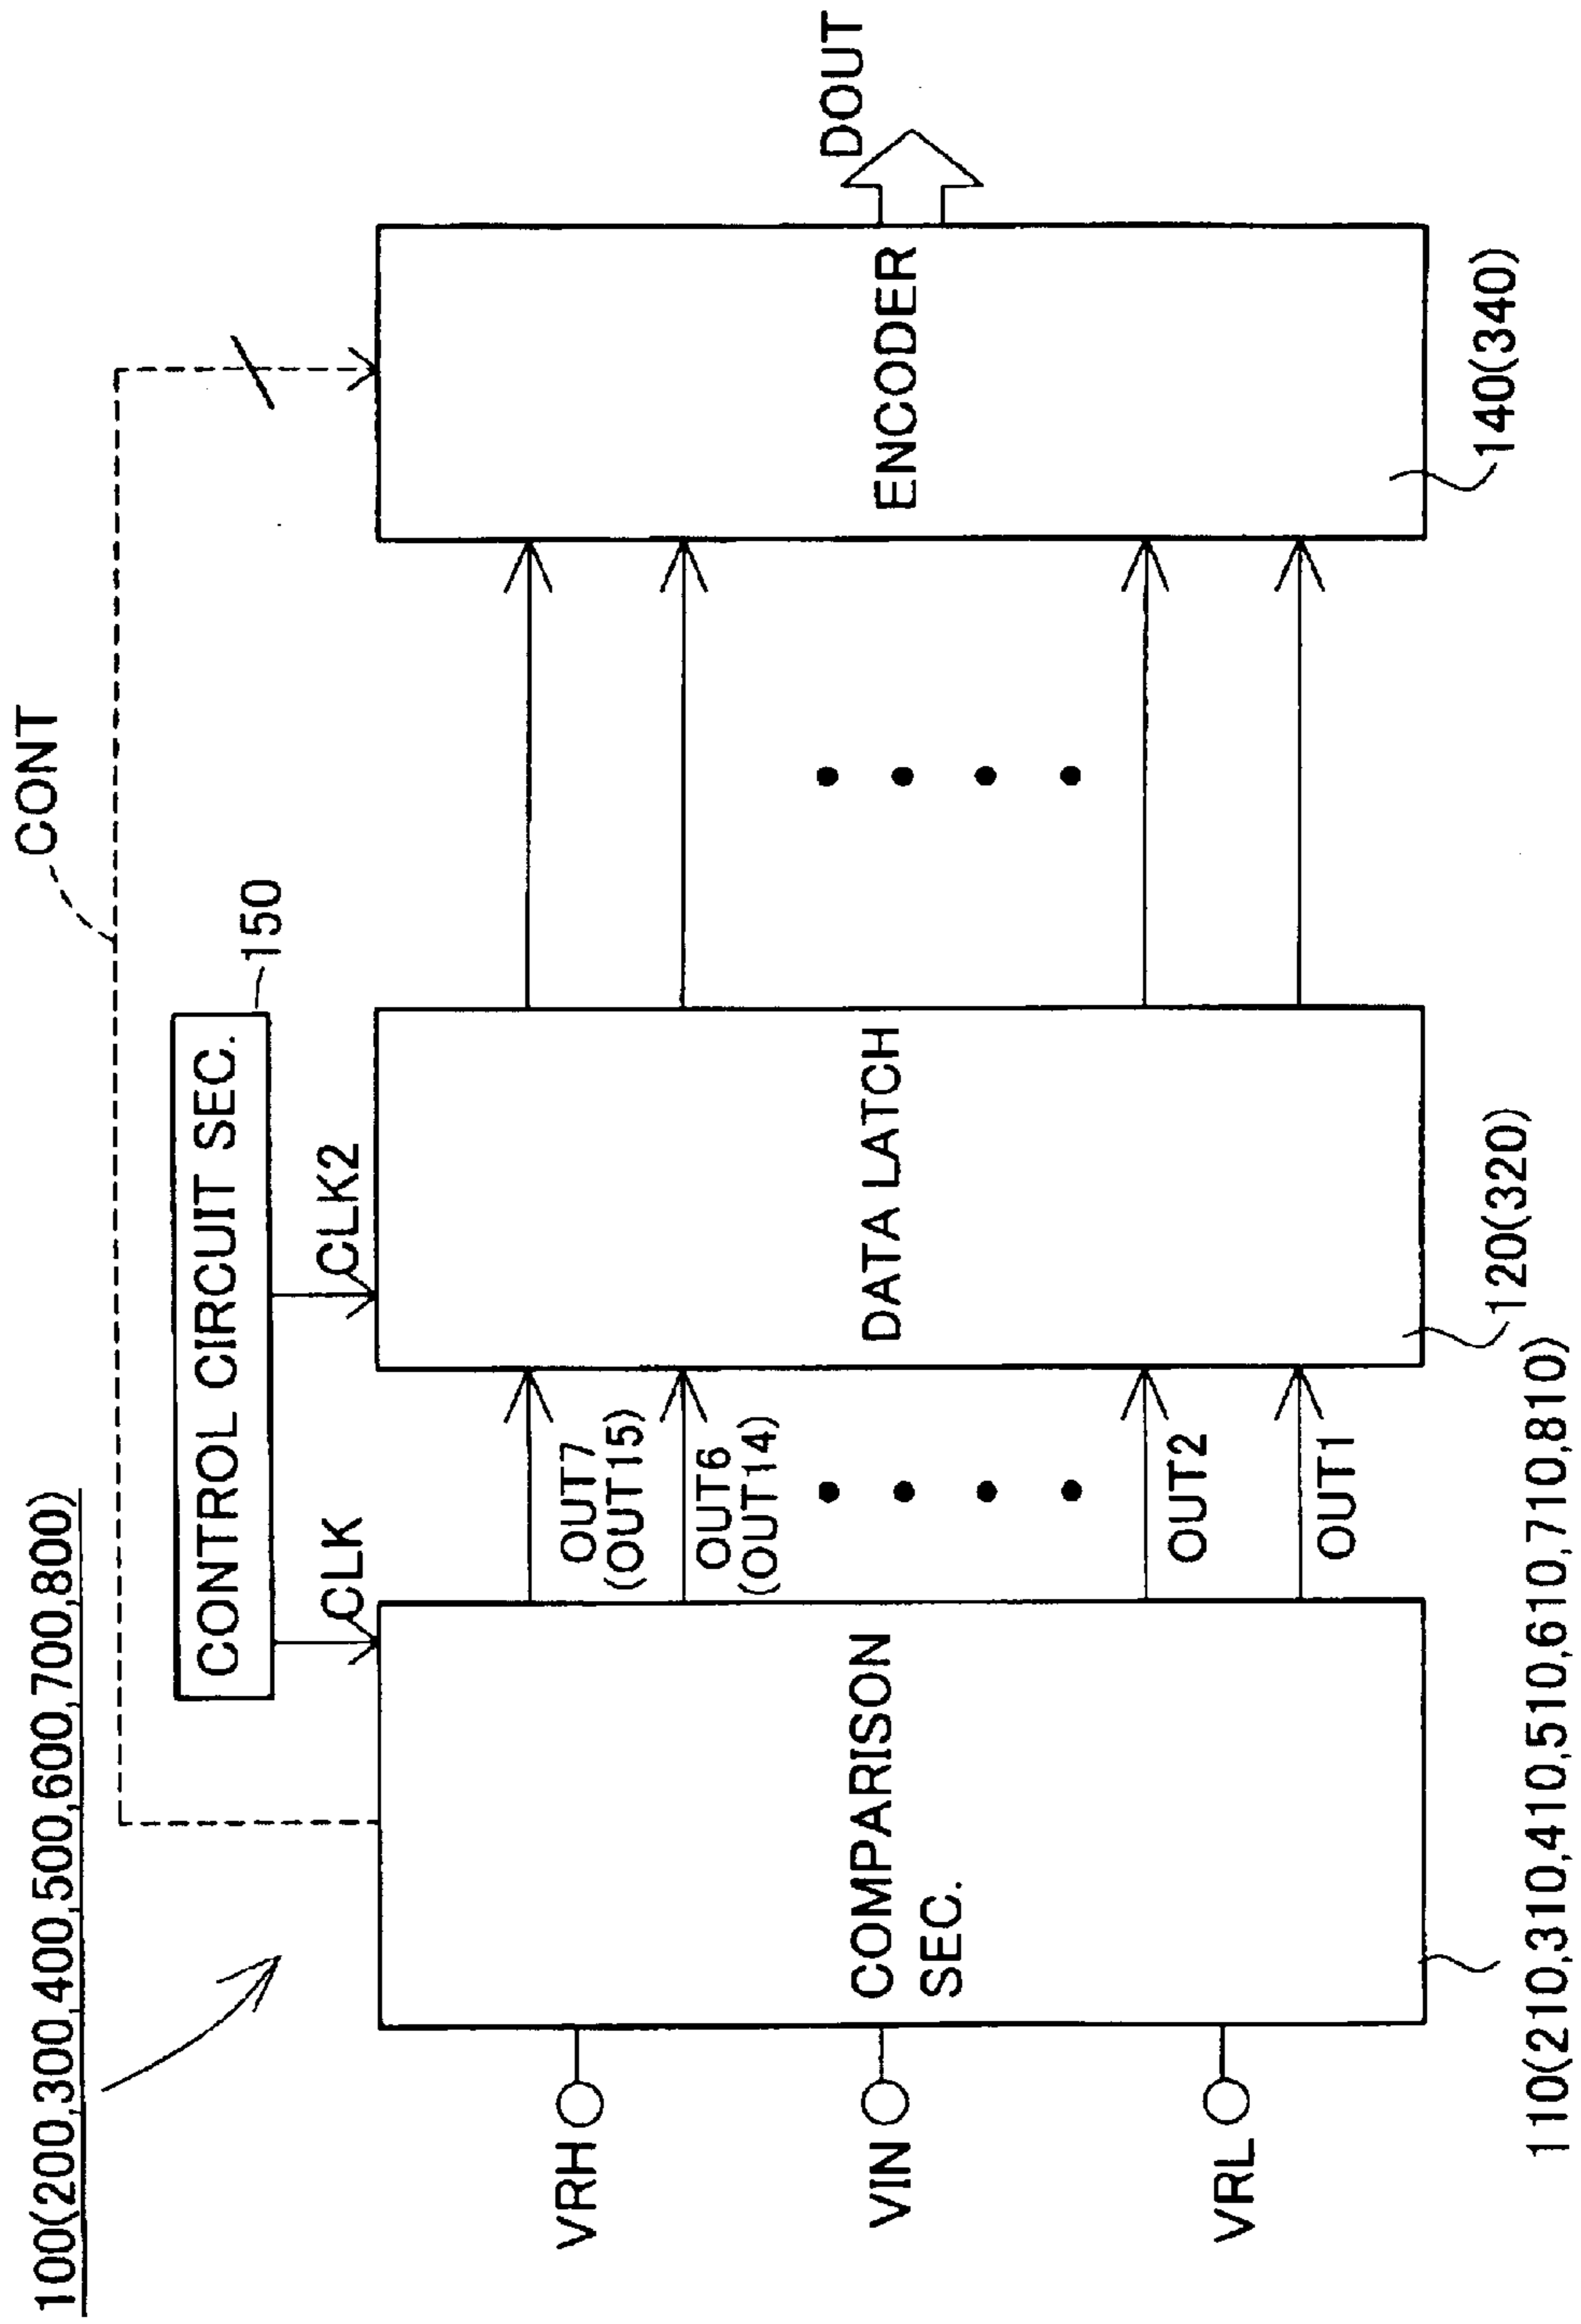 100(200,300,400,500,600,700,800)
CONT
CONTROL CIRCUIT SEC.
150
CLK
CLK2
VRH
VIN
VRL
COMPARISON
SEC.
OUT7
(OUT15)
OUT6
(OUT14)
OUT2
OUT1
DATA LATCH
ENCODER
DOUT
110(210,310,410,510,610,710,810)
120(320)
140(340)